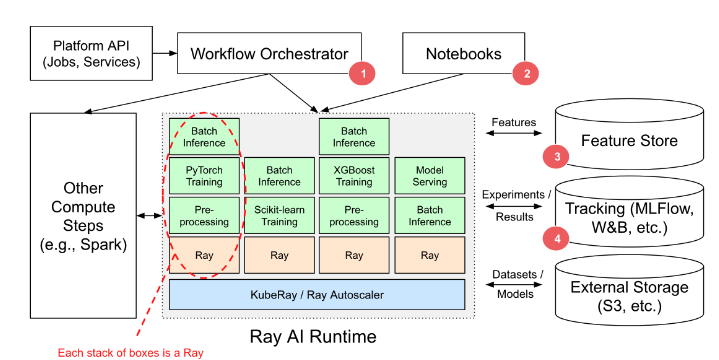 Platform API
(Jobs, Services)
Workflow Orchestrator
1
Notebooks
2
Other
Compute
Steps
(e.g., Spark)
Batch
Inference
PyTorch
Training
Pre-
processing
Ray
Batch
Inference
Scikit-learn
Training
Ray
Batch
Inference
XGBoost
Training
Pre-
processing
Ray
Model
Serving
Batch
Inference
Ray
KubeRay / Ray Autoscaler
Ray AI Runtime
Features
Feature Store
3
Experiments /
Results
Tracking (MLFlow,
W&B, etc.)
4
Datasets /
Models
External Storage
(S3, etc.)
Each stack of boxes is a Ray